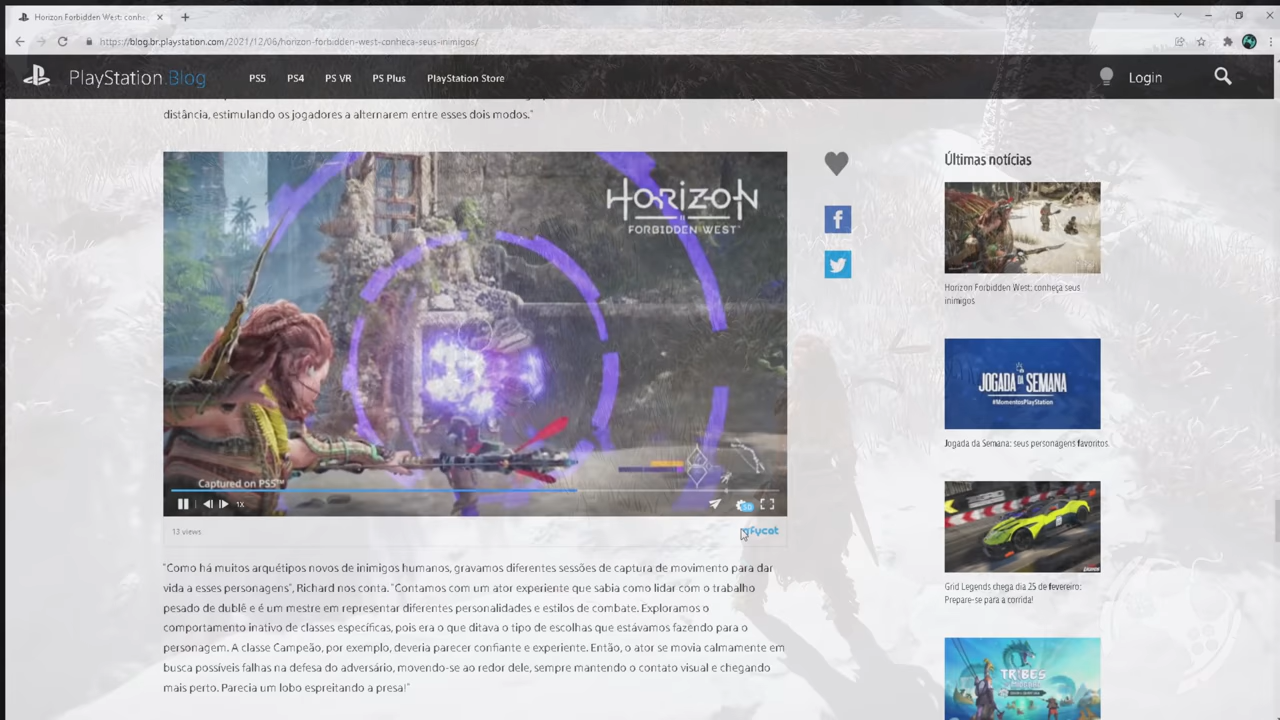 Horizon Forbidden West: conhe
https://blog.br.playstation.com/2021/12/06/horizon-forbidden-west-conheca-seus-inimigos/
PlayStation.Blog
PS5
PS4
PS VR
PS Plus
PlayStation Store
Login
distância, estimulando os jogadores a alternarem entre esses dois modos."
HORIZON
FORBIDDEN WEST
Captured on PS5™
1X
SD
13 views
gfycat
"Como há muitos arquétipos novos de inimigos humanos, gravamos diferentes sessões de captura de movimento para dar
vida a esses personagens". Richard Oud cita. "Contamos com um ator experiente que sabia como lidar com o trabalho
pesado de dublê e é um mestre em representar diferentes personalidades e estilos de combate. Exploramos o
comportamento inativo de classes específicas, pois era o que ditava o tipo de escolhas que estávamos fazendo para o
personagem. A classe Campeão, por exemplo, deveria parecer confiante e experiente. Então, o ator se movia calmamente em
busca possíveis falhas na defesa do adversário, movendo-se ao redor dele, sempre mantendo o contato visual e chegando
mais perto. Parecia um lobo espreitando a presa!"
Últimas notícias
Horizon Forbidden West: conheça seus
inimigos
JOGADA DA SEMANA
#MomentosPlayStation
Jogada da Semana: seus personagens favoritos.
Grid Legends chega dia 25 de fevereiro:
Prepare-se para a corrida!
TRIBES